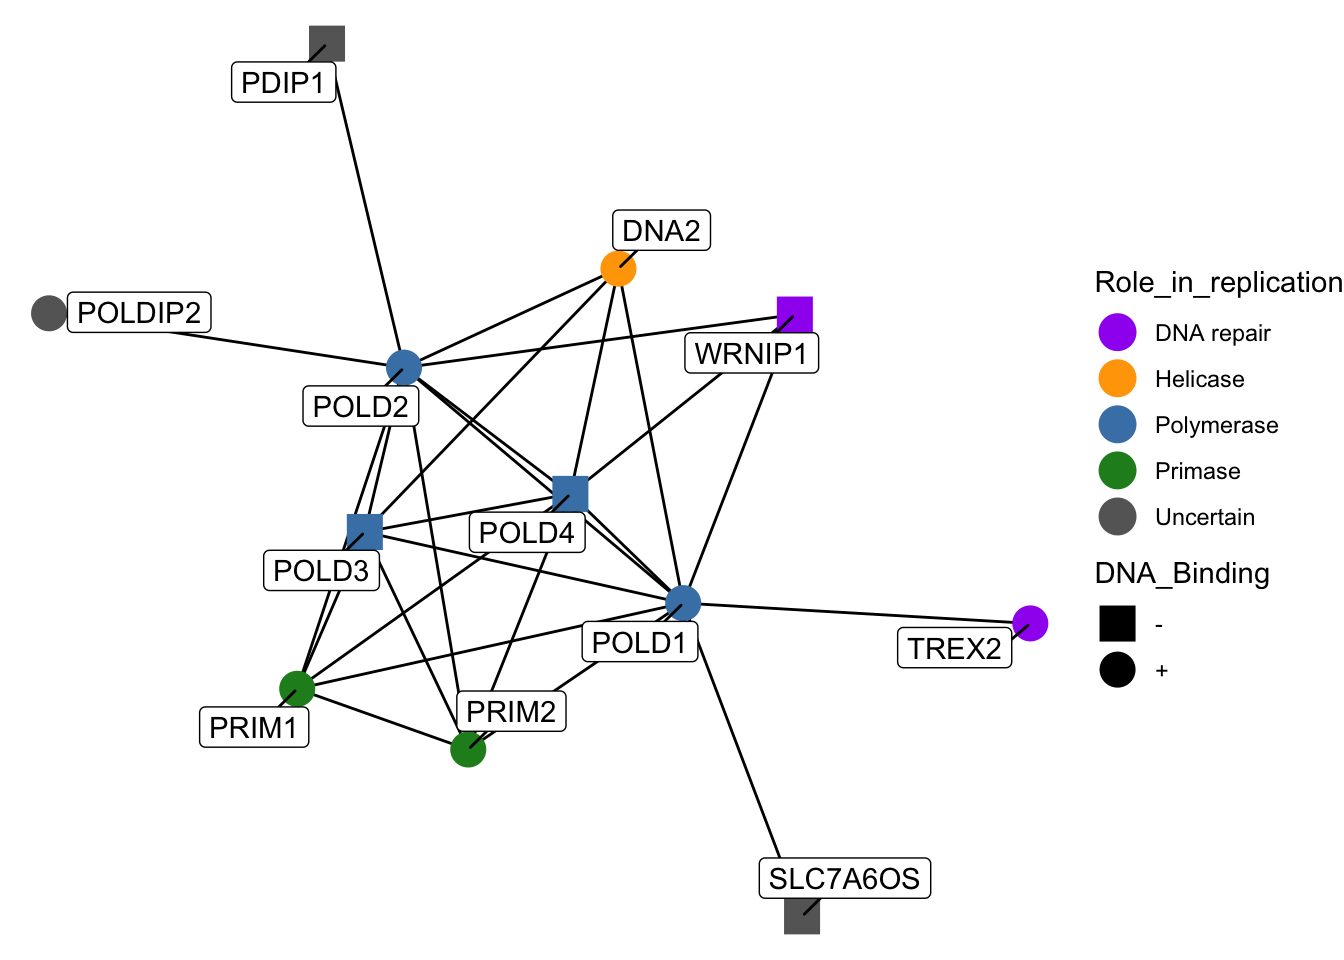 PDIP1
DNA2
POLDIP2
WRNIP1
POLD2
POLD4
POLD3
POLD1
TREX2
PRIM1
PRIM2
SLC7A6OS
Role_in_replication
DNA repair
Helicase
Polymerase
Primase
Uncertain
DNA_Binding
-
+